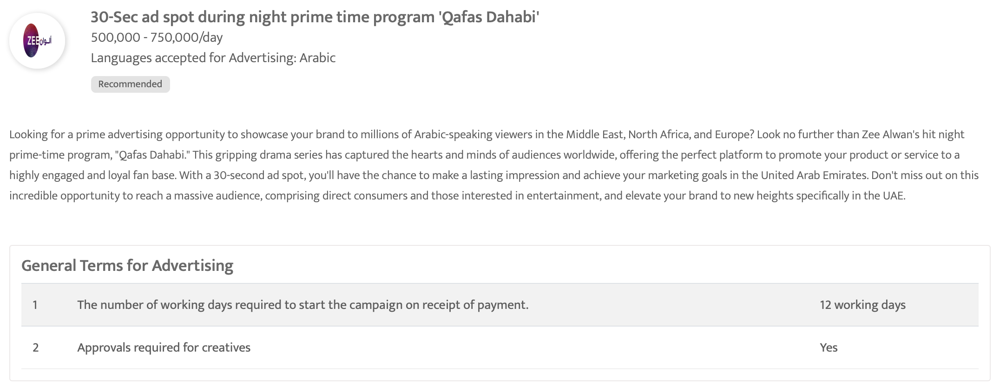 ZEE ألوان
30-Sec ad spot during night prime time program 'Qafas Dahabi'
500,000 - 750,000/day
Languages accepted for Advertising: Arabic
Recommended
Looking for a prime advertising opportunity to showcase your brand to millions of Arabic-speaking viewers in the Middle East, North Africa, and Europe? Look no further than Zee Alwan's hit night
prime-time program, "Qafas Dahabi." This gripping drama series has captured the hearts and minds of audiences worldwide, offering the perfect platform to promote your product or service to a
highly engaged and loyal fan base. With a 30-second ad spot, you'll have the chance to make a lasting impression and achieve your marketing goals in the United Arab Emirates. Don't miss out on this
incredible opportunity to reach a massive audience, comprising direct consumers and those interested in entertainment, and elevate your brand to new heights specifically in the UAE.
General Terms for Advertising
1 The number of working days required to start the campaign on receipt of payment. 12 working days
2 Approvals required for creatives Yes